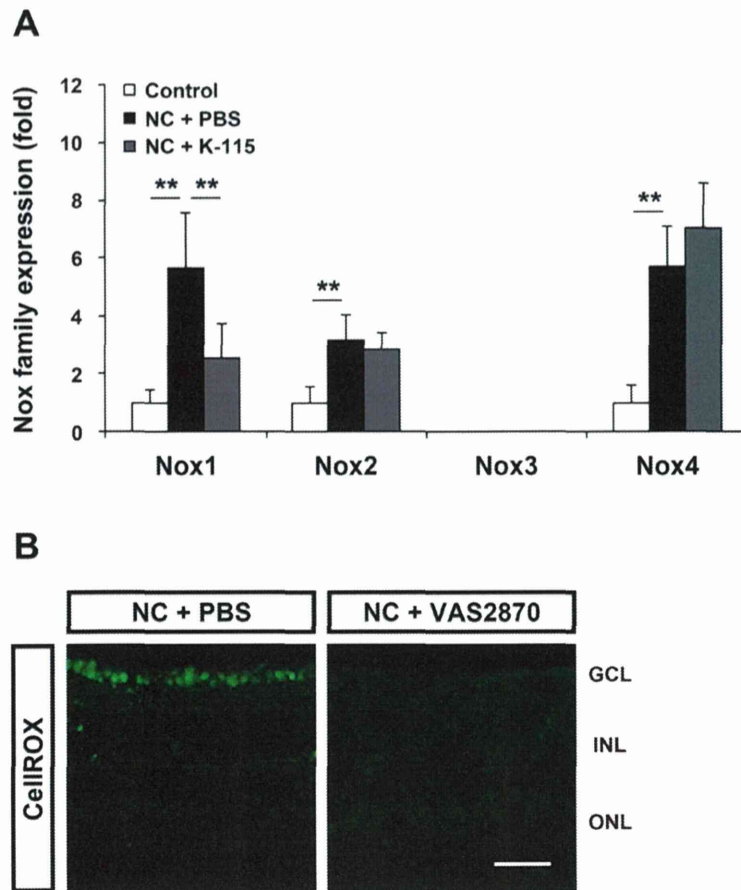 A
Nox family expression (fold)
12
10
8
6
4
2
0
Control
NC + PBS
NC + K-115
** **
**
**
Nox1 Nox2 Nox3 Nox4
B
NC + PBS NC + VAS2870
CellROX
GCL
INL
ONL